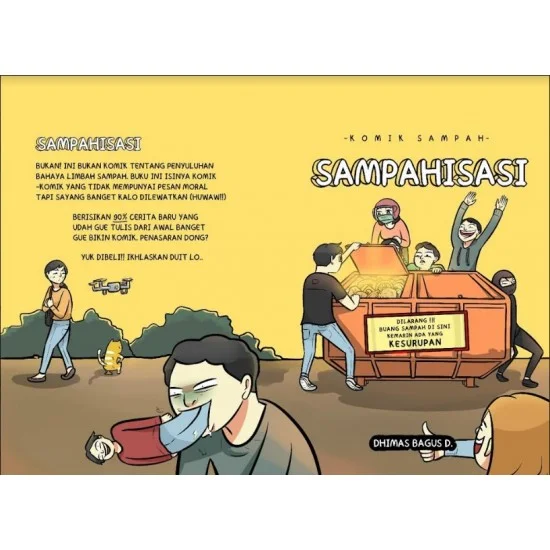 SAMPAHISASI
BUKAN! INI BUKAN KOMIK TENTANG PENYULUHAN
BAHAYA LIMBAH SAMPAH. BUKU INI ISINYA KOMIK
-KOMIK YANG TIDAK MEMPUNYAI PESAN MORAL
TAPI SAYANG BANGET KALO DILEWATKAN (HUWAW!!)
BERISIKAN 90% CERITA BARU YANG
UDAH GUE TULIS DARI AWAL BANGET
GUE BIKIN KOMIK. PENASARAN DONG?
YUK DIBELI!! IKHLASKAN DUIT LO..
-KOMIK SAMPAH-
SAMPAHISASI
DILARANG !!!
BUANG SAMPAH DI SINI
KEMARIN ADA YANG
KESURUPAN
DHIMAS BAGUS D.